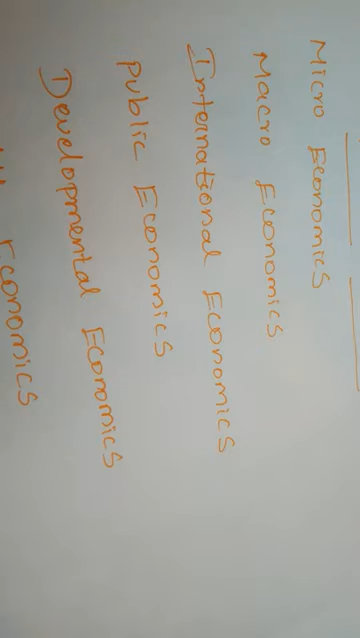 Micro Economics
Macro Economics
International Economics
Public Economics
Developmental Economics
Economics